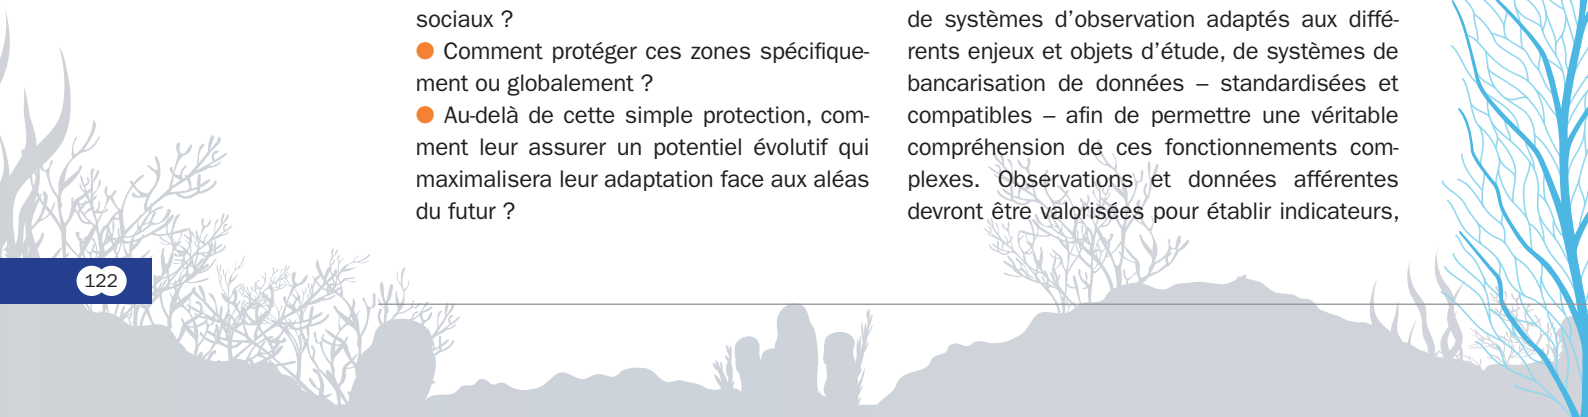 sociaux ?
● Comment protéger ces zones spécifique-
ment ou globalement ?
● Au-delà de cette simple protection, com-
ment leur assurer un potentiel évolutif qui
maximalisera leur adaptation face aux aléas
du futur ?
de systèmes d’observation adaptés aux diffé-
rents enjeux et objets d’étude, de systèmes de
bancarisation de données – standardisées et
compatibles – afin de permettre une véritable
compréhension de ces fonctionnements com-
plexes. Observations et données afférentes
devront être valorisées pour établir indicateurs,
122